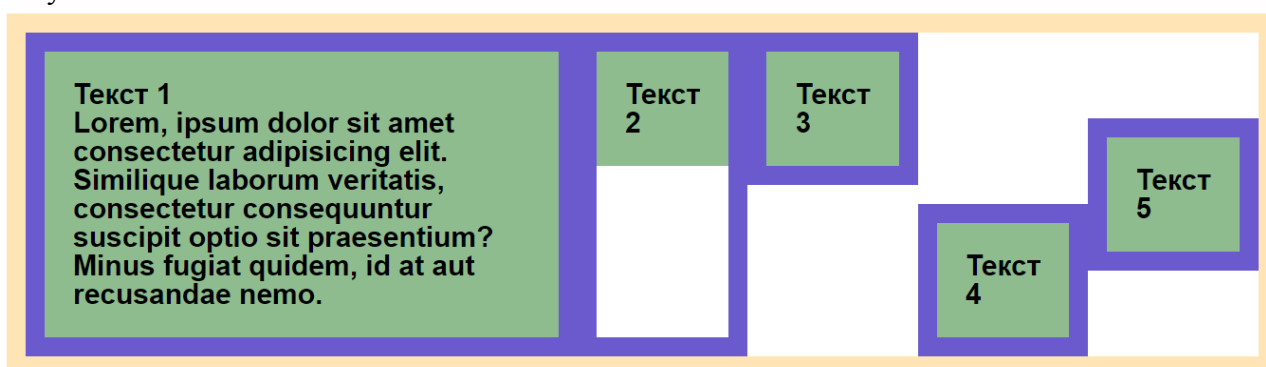 Текст 1
Lorem, ipsum dolor sit amet
consectetur adipisicing elit.
Similique laborum veritatis,
consectetur consequuntur
suscipit optio sit praesentium?
Minus fugiat quidem, id at aut
recusandae nemo.
Текст
2
Текст
3
Текст
4
Текст
5